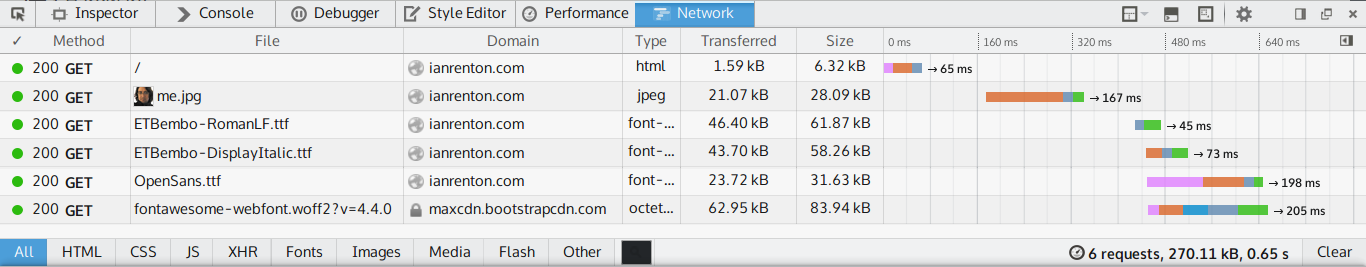 Inspector Console Debugger Style Editor Performance Network
✓ Method File Domain Type Transferred Size 0 ms 160 ms 320 ms 480 ms 640 ms
200 GET / ianrenton.com html 1.59 kB 6.32 kB → 65 ms
200 GET me.jpg ianrenton.com jpeg 21.07 kB 28.09 kB → 167 ms
200 GET ETBembo-RomanLF.ttf ianrenton.com font-... 46.40 kB 61.87 kB → 45 ms
200 GET ETBembo-DisplayItalic.ttf ianrenton.com font-... 43.70 kB 58.26 kB → 73 ms
200 GET OpenSans.ttf ianrenton.com font-... 23.72 kB 31.63 kB → 198 ms
200 GET fontawesome-webfont.woff2?v=4.4.0 maxcdn.bootstrapcdn.com octet... 62.95 kB 83.94 kB → 205 ms
All HTML CSS JS XHR Fonts Images Media Flash Other 6 requests, 270.11 kB, 0.65 s Clear